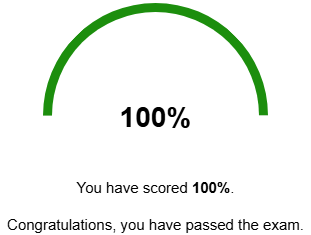 100%
You have scored 100%.
Congratulations, you have passed the exam.